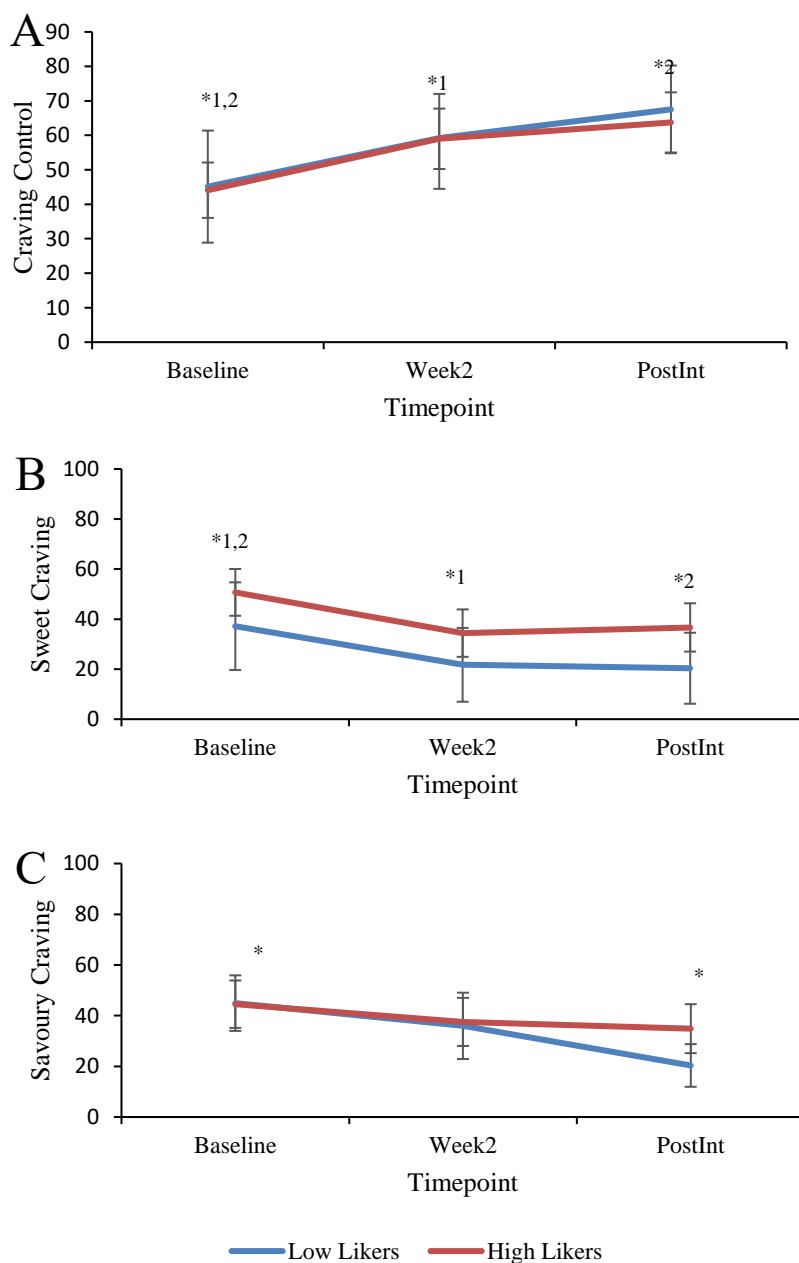 A
Craving Control
90
80
70
60
50
40
30
20
10
0
*1,2
*1
*2
Baseline
Week2
PostInt
Timepoint
B
Sweet Craving
100
80
60
40
20
0
*1,2
*1
*2
Baseline
Week2
PostInt
Timepoint
C
Savoury Craving
100
80
60
40
20
0
*
*
Baseline
Week2
PostInt
Timepoint
Low Likers
High Likers